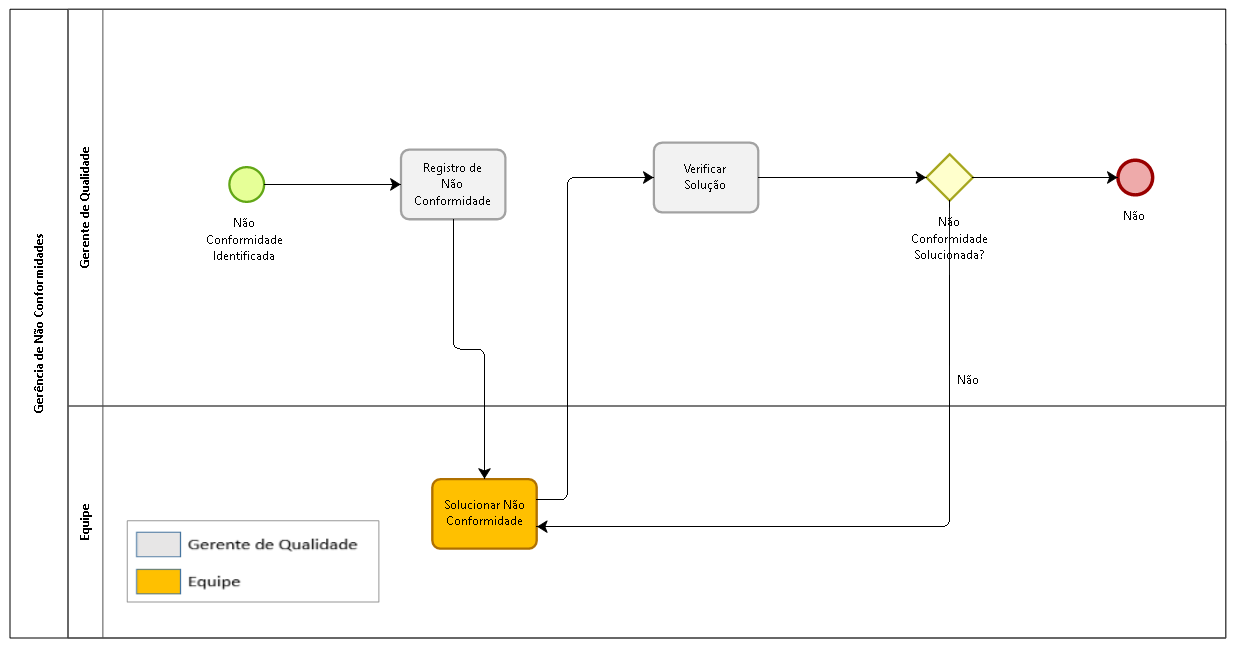 Gerência de Não Conformidades
Gerente de Qualidade
Não
Conformidade
Identificada
Registro de
Não
Conformidade
Verificar
Solução
Não
Conformidade
Solucionada?
Não
Não
Equipe
Solucionar Não
Conformidade
Gerente de Qualidade
Equipe